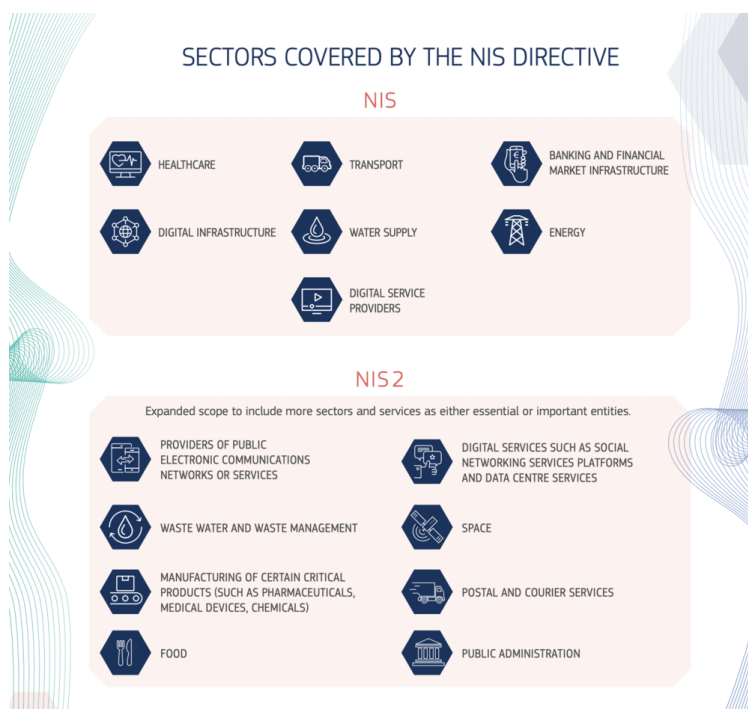 SECTORS COVERED BY THE NIS DIRECTIVE
NIS
HEALTHCARE
TRANSPORT
BANKING AND FINANCIAL
MARKET INFRASTRUCTURE
DIGITAL INFRASTRUCTURE
WATER SUPPLY
ENERGY
DIGITAL SERVICE
PROVIDERS
NIS2
Expanded scope to include more sectors and services as either essential or important entities.
PROVIDERS OF PUBLIC
ELECTRONIC COMMUNICATIONS
NETWORKS OR SERVICES
DIGITAL SERVICES SUCH AS SOCIAL
NETWORKING SERVICES PLATFORMS
AND DATA CENTRE SERVICES
WASTE WATER AND WASTE MANAGEMENT
SPACE
MANUFACTURING OF CERTAIN CRITICAL
PRODUCTS (SUCH AS PHARMACEUTICALS,
MEDICAL DEVICES, CHEMICALS)
POSTAL AND COURIER SERVICES
FOOD
PUBLIC ADMINISTRATION